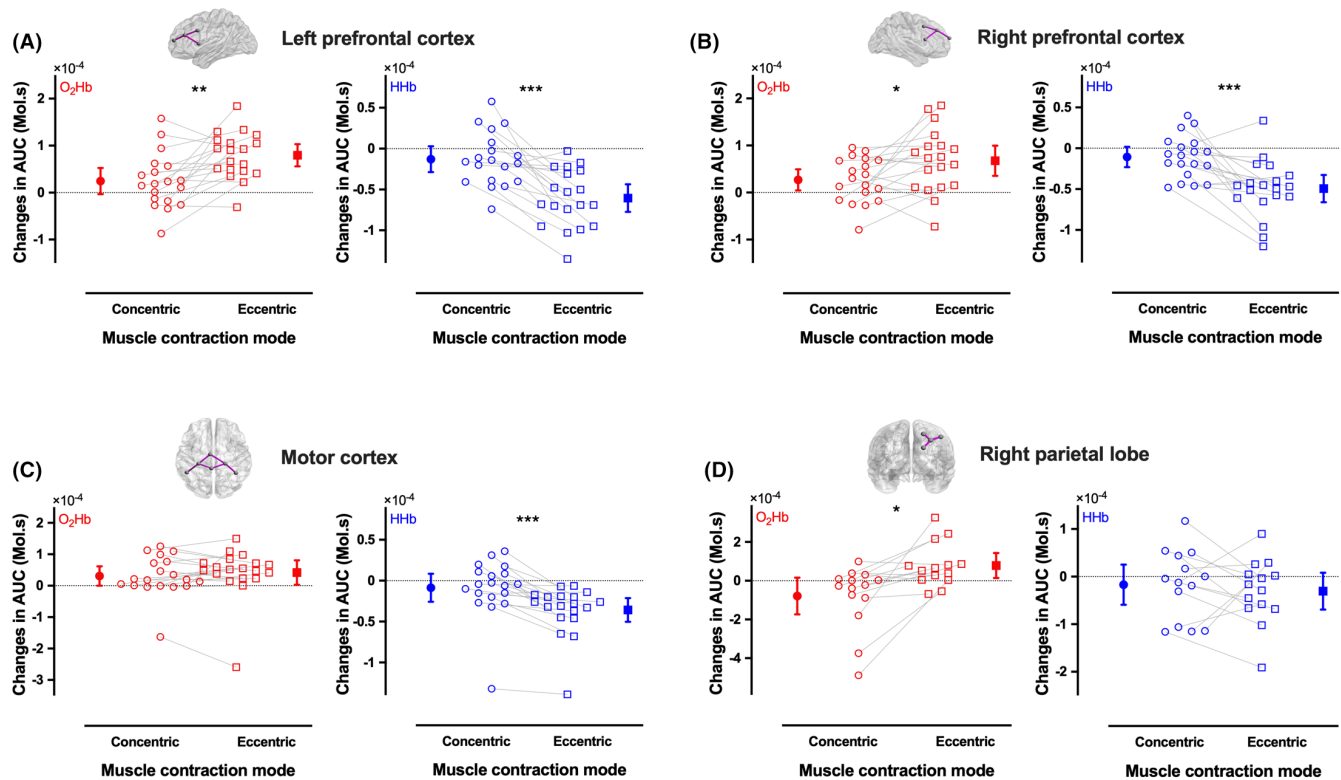 (A)
Left prefrontal cortex
×10⁻⁴
O₂Hb
**
Changes in AUC (Mol.s)
2
1
0
-1
Concentric Eccentric
Muscle contraction mode
×10⁻⁴
HHb
***
Changes in AUC (Mol.s)
0.5
0
-0.5
-1
Concentric Eccentric
Muscle contraction mode
(B)
Right prefrontal cortex
×10⁻⁴
O₂Hb
*
Changes in AUC (Mol.s)
2
1
0
-1
Concentric Eccentric
Muscle contraction mode
×10⁻⁴
HHb
***
Changes in AUC (Mol.s)
0.5
0
-0.5
-1
Concentric Eccentric
Muscle contraction mode
(C)
Motor cortex
×10⁻⁴
O₂Hb
Changes in AUC (Mol.s)
2
1
0
-1
-2
-3
Concentric Eccentric
Muscle contraction mode
×10⁻⁴
HHb
***
Changes in AUC (Mol.s)
0.5
0
-0.5
-1
Concentric Eccentric
Muscle contraction mode
(D)
Right parietal lobe
×10⁻⁴
O₂Hb
*
Changes in AUC (Mol.s)
2
0
-2
-4
Concentric Eccentric
Muscle contraction mode
×10⁻⁴
HHb
Changes in AUC (Mol.s)
1
0
-1
-2
Concentric Eccentric
Muscle contraction mode